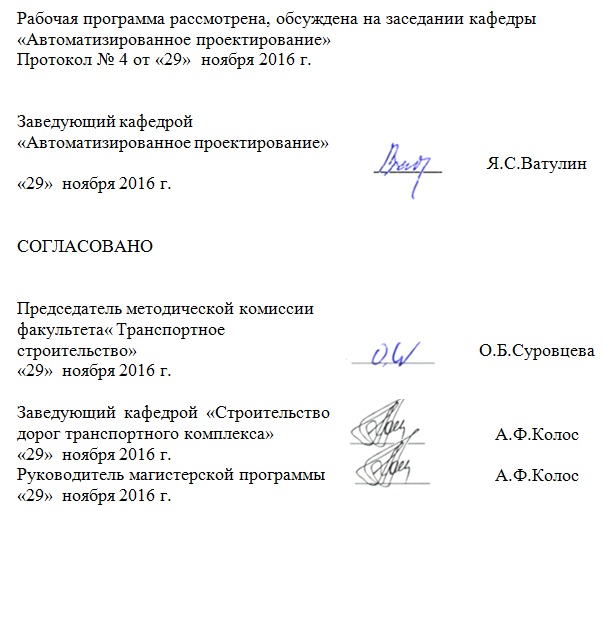 Рабочая программа рассмотрена, обсуждена на заседании кафедры
«Автоматизированное проектирование»
Протокол № 4 от «29» ноября 2016 г.
Заведующий кафедрой
«Автоматизированное проектирование»
Я.С.Ватулин
«29» ноября 2016 г.
СОГЛАСОВАНО
Председатель методической комиссии
факультета« Транспортное
строительство» О.Б.Суровцева
«29» ноября 2016 г.
Заведующий кафедрой «Строительство
дорог транспортного комплекса» А.Ф.Колос
«29» ноября 2016 г.
Руководитель магистерской программы А.Ф.Колос
«29» ноября 2016 г.